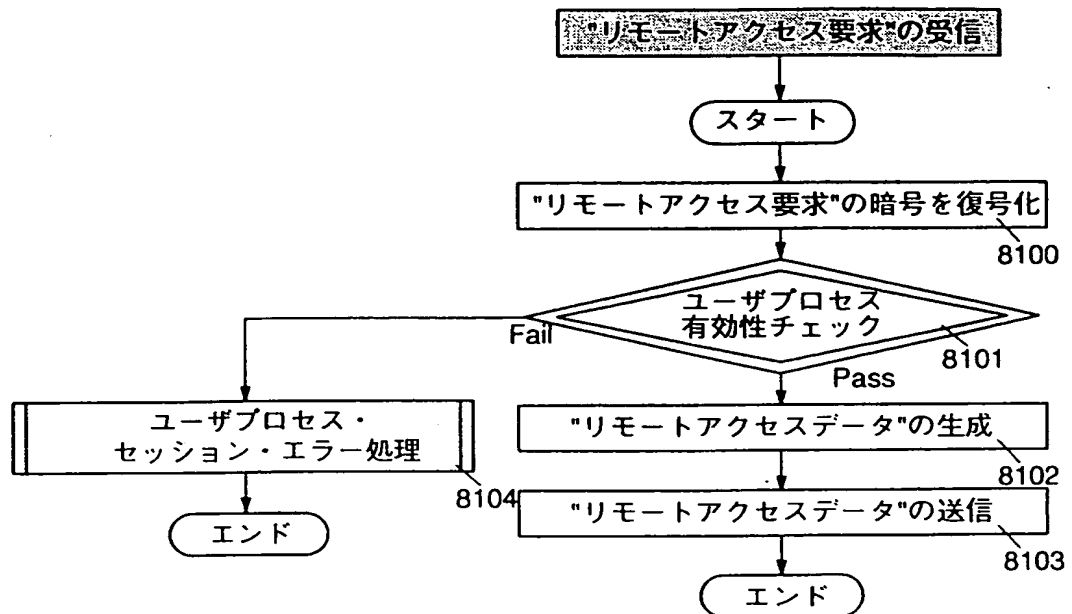 "リモートアクセス要求"の受信
スタート
"リモートアクセス要求"の暗号を復号化
8100
ユーザプロセス
有効性チェック
8101
Fail
Pass
ユーザプロセス・
セッション・エラー処理
8104
"リモートアクセスデータ"の生成
8102
エンド
"リモートアクセスデータ"の送信
8103
エンド